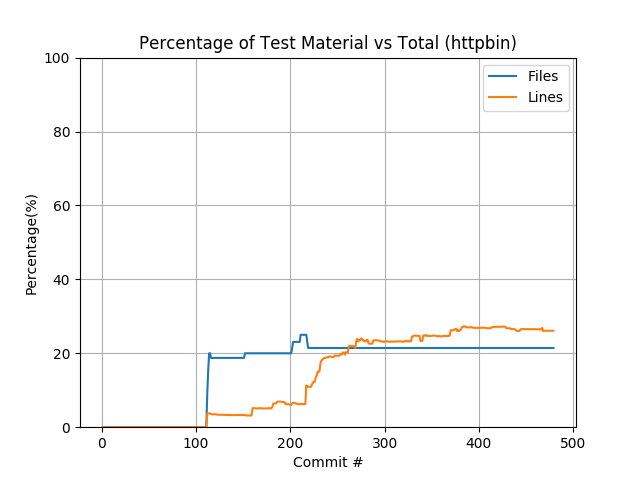 Percentage of Test Material vs Total (httpbin)
Files
Lines
Percentage(%)
100
80
60
40
20
0
0 100 200 300 400 500
Commit #